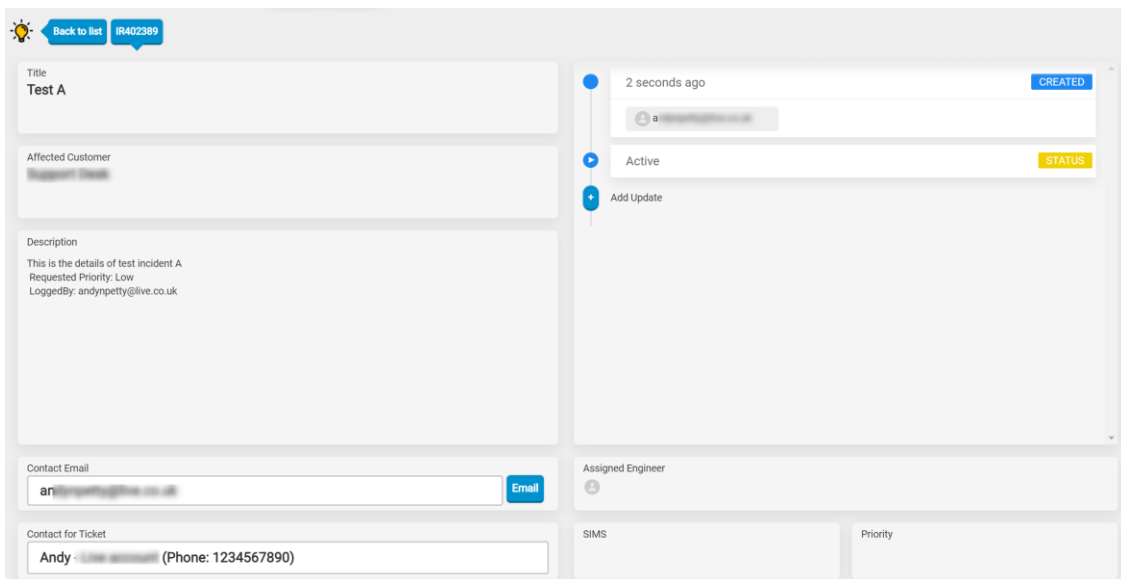 Back to list
IR402389
Title
Test A
Affected Customer
Description
This is the details of test incident A
Requested Priority: Low
LoggedBy: andynpetty@live.co.uk
Contact Email
Email
Contact for Ticket
Andy - (Phone: 1234567890)
2 seconds ago
CREATED
Active
STATUS
+
Add Update
Assigned Engineer
SIMS
Priority